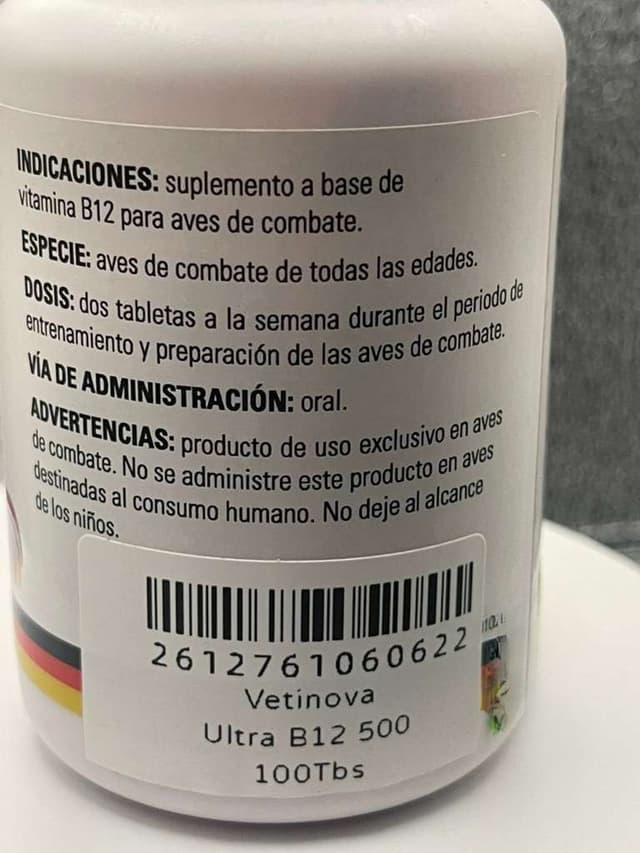 INDICACIONES: suplemento a base de
vitamina B12 para aves de combate.
ESPECIE: aves de combate de todas las edades.
DOSIS: dos tabletas a la semana durante el periodo de
entrenamiento y preparación de las aves de combate.
VÍA DE ADMINISTRACIÓN: oral.
ADVERTENCIAS: producto de uso exclusivo en aves
de combate. No se administre este producto en aves
destinadas al consumo humano. No deje al alcance
de los niños.
2612761060622
Vetinova
Ultra B12 500
100Tbs